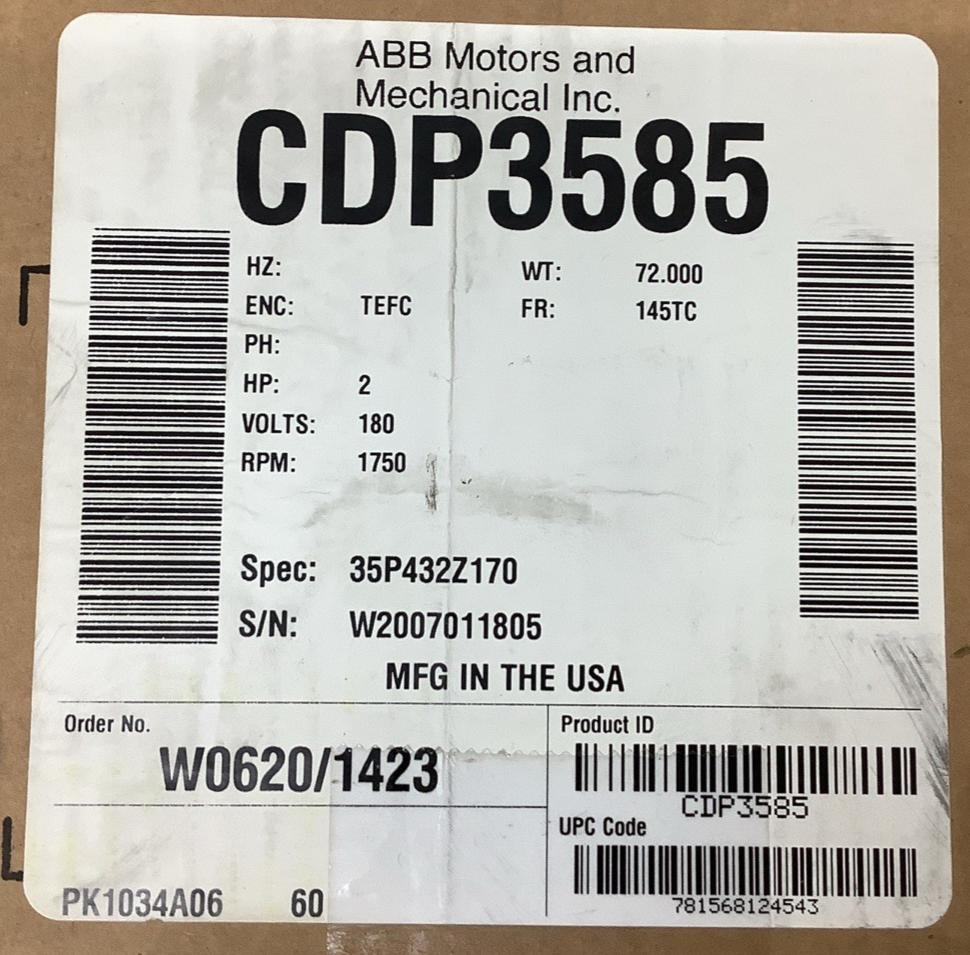 ABB Motors and
Mechanical Inc.
CDP3585
HZ: WT: 72.000
ENC: TEFC FR: 145TC
PH:
HP: 2
VOLTS: 180
RPM: 1750
Spec: 35P432Z170
S/N: W2007011805
MFG IN THE USA
Order No.
W0620/1423
Product ID
CDP3585
UPC Code
781568124543
PK1034A06 60